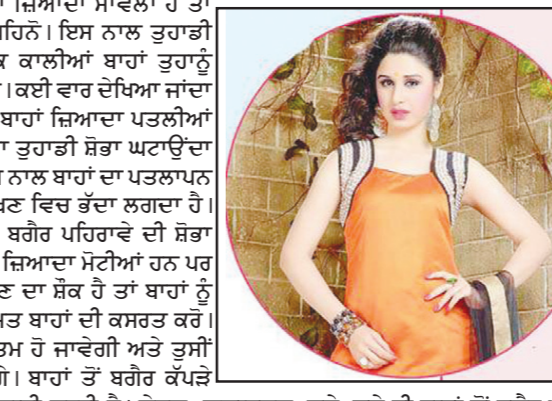 ਜ਼ਿਆਦਾ ਸਾਂਵਲਾ ਹੈ ਤਾਂ
ਇਸ ਨਾਲ ਤੁਹਾਡੀ
ਕਾਲੀਆਂ ਬਾਹਾਂ ਤੁਹਾਨੂੰ
। ਕਈ ਵਾਰ ਦੇਖਿਆ ਜਾਂਦਾ
ਬਾਹਾਂ ਜ਼ਿਆਦਾ ਪਤਲੀਆਂ
ਤੁਹਾਡੀ ਸ਼ੋਭਾ ਘਟਾਉਂਦਾ
ਨਾਲ ਬਾਹਾਂ ਦਾ ਪਤਲਾਪਨ
ਵਿਚ ਭੱਦਾ ਲਗਦਾ ਹੈ।
ਬਗੈਰ ਪਹਿਰਾਵੇ ਦੀ ਸ਼ੋਭਾ
ਜ਼ਿਆਦਾ ਮੋਟੀਆਂ ਹਨ ਪਰ
ਦਾ ਸ਼ੌਕ ਹੈ ਤਾਂ ਬਾਹਾਂ ਨੂੰ
ਬਾਹਾਂ ਦੀ ਕਸਰਤ ਕਰੋ।
ਹੋ ਜਾਵੇਗੀ ਅਤੇ ਤੁਸੀਂ
। ਬਾਹਾਂ ਤੋਂ ਬਗੈਰ ਕੱਪੜੇ